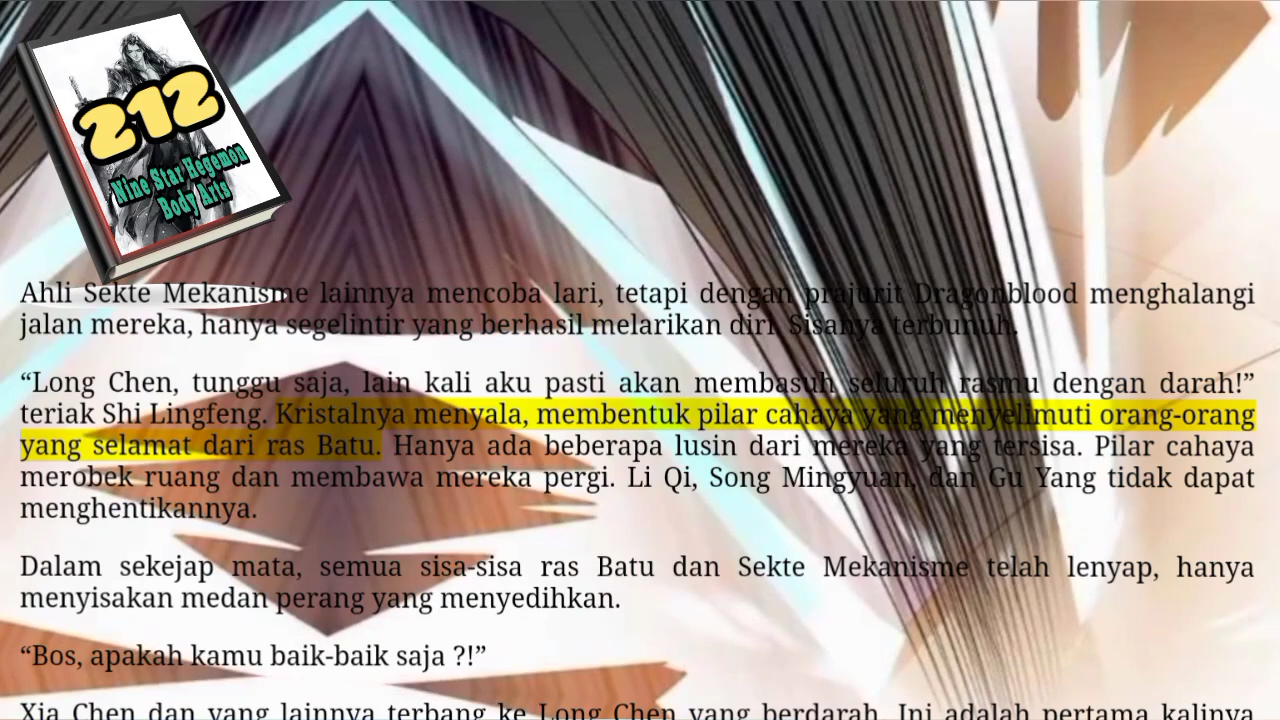 212
Nine Star Hegemon
Body Arts
Ahli Sekte Mekanisme lainnya mencoba lari, tetapi dengan prajurit Dragonblood menghalangi
jalan mereka, hanya segelintir yang berhasil melarikan diri. Sisanya terbunuh.
“Long Chen, tunggu saja, lain kali aku pasti akan membasuh seluruh rasmu dengan darah!”
teriak Shi Lingfeng. Kristalnya menyala, membentuk pilar cahaya yang menyelimuti orang-orang
yang selamat dari ras Batu. Hanya ada beberapa lusin dari mereka yang tersisa. Pilar cahaya
merobek ruang dan membawa mereka pergi. Li Qi, Song Mingyuan, dan Gu Yang tidak dapat
menghentikannya.
Dalam sekejap mata, semua sisa-sisa ras Batu dan Sekte Mekanisme telah lenyap, hanya
menyisakan medan perang yang menyedihkan.
“Bos, apakah kamu baik-baik saja ?!”
Xia Chen dan yang lainnya terbang ke Long Chen yang berdarah. Ini adalah pertama kalinya